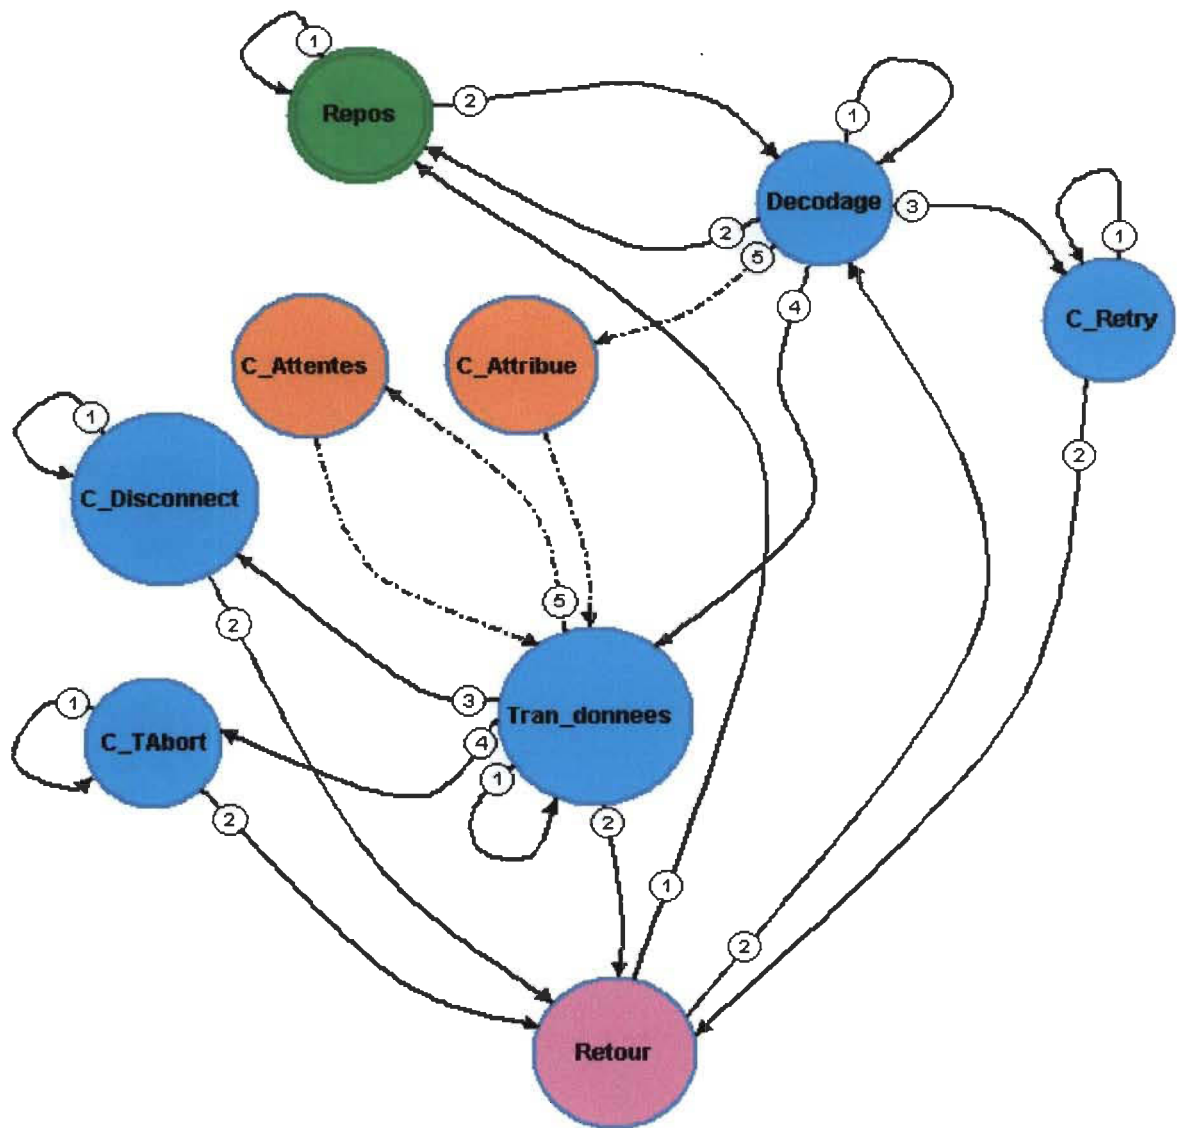 1
Repos
2
1
Decodage
3
2
5
1
4
C_Retry
C_Attentes
C_Attribue
1
2
C_Disconnect
5
2
3
Tran_donnees
1
4
C_TAbort
1
2
2
1
2
Retour